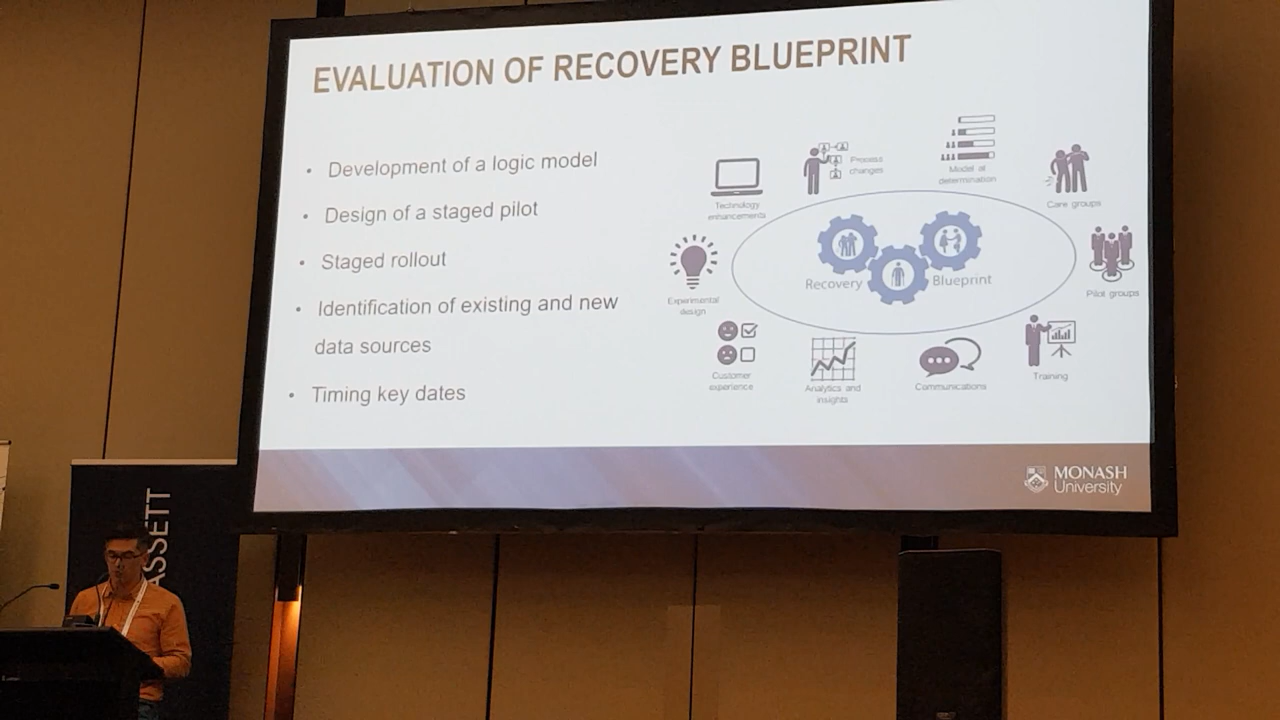 EVALUATION OF RECOVERY BLUEPRINT
• Development of a logic model
• Design of a staged pilot
• Staged rollout
• Identification of existing and new
data sources
• Timing key dates
Technology
enhancements
Process
changes
Model of
determination
Care groups
Pilot groups
Training
Communications
Analytics and
insights
Customer
experience
Experimental
design
Recovery
Blueprint
MONASH
University
ASSETT